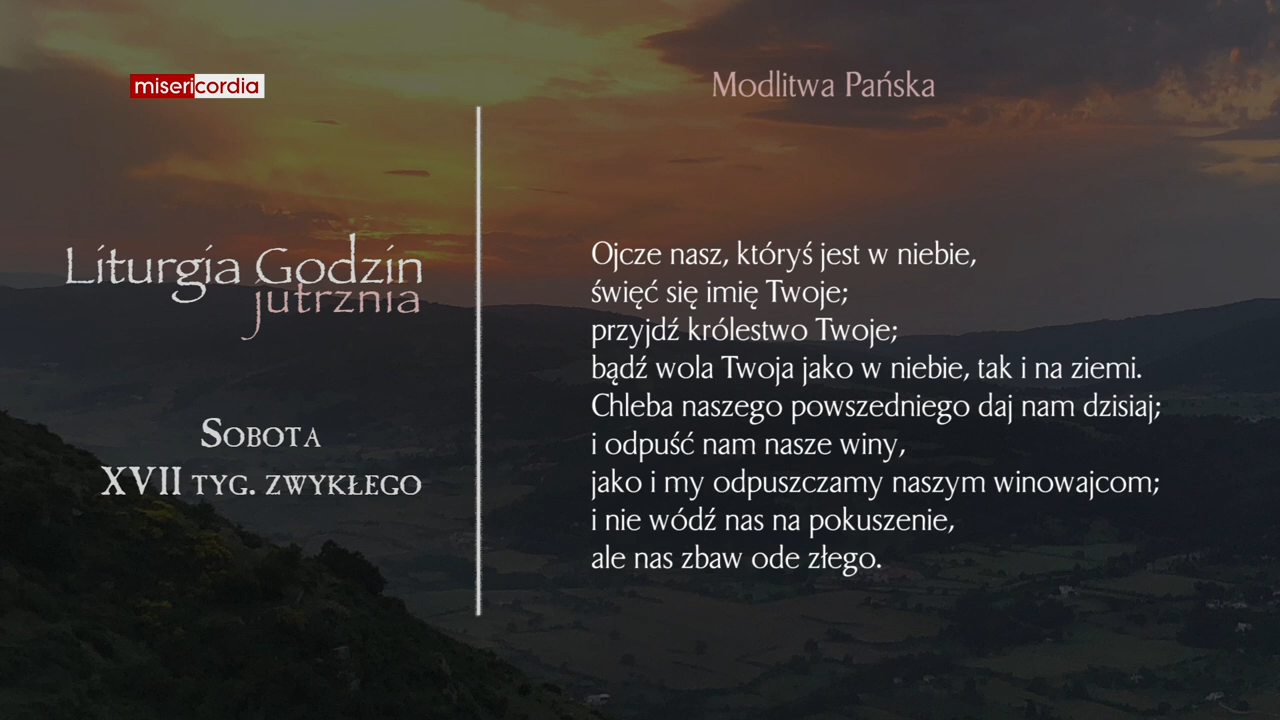 misericordia
Liturgia Godzin
jutrznia
Sobota
XVII tyg. zwykłego
Modlitwa Pańska
Ojcze nasz, któryś jest w niebie,
święć się imię Twoje;
przyjdź królestwo Twoje;
bądź wola Twoja jako w niebie, tak i na ziemi.
Chleba naszego powszedniego daj nam dzisiaj;
i odpuść nam nasze winy,
jako i my odpuszczamy naszym winowajcom;
i nie wódź nas na pokuszenie,
ale nas zbaw ode złego.